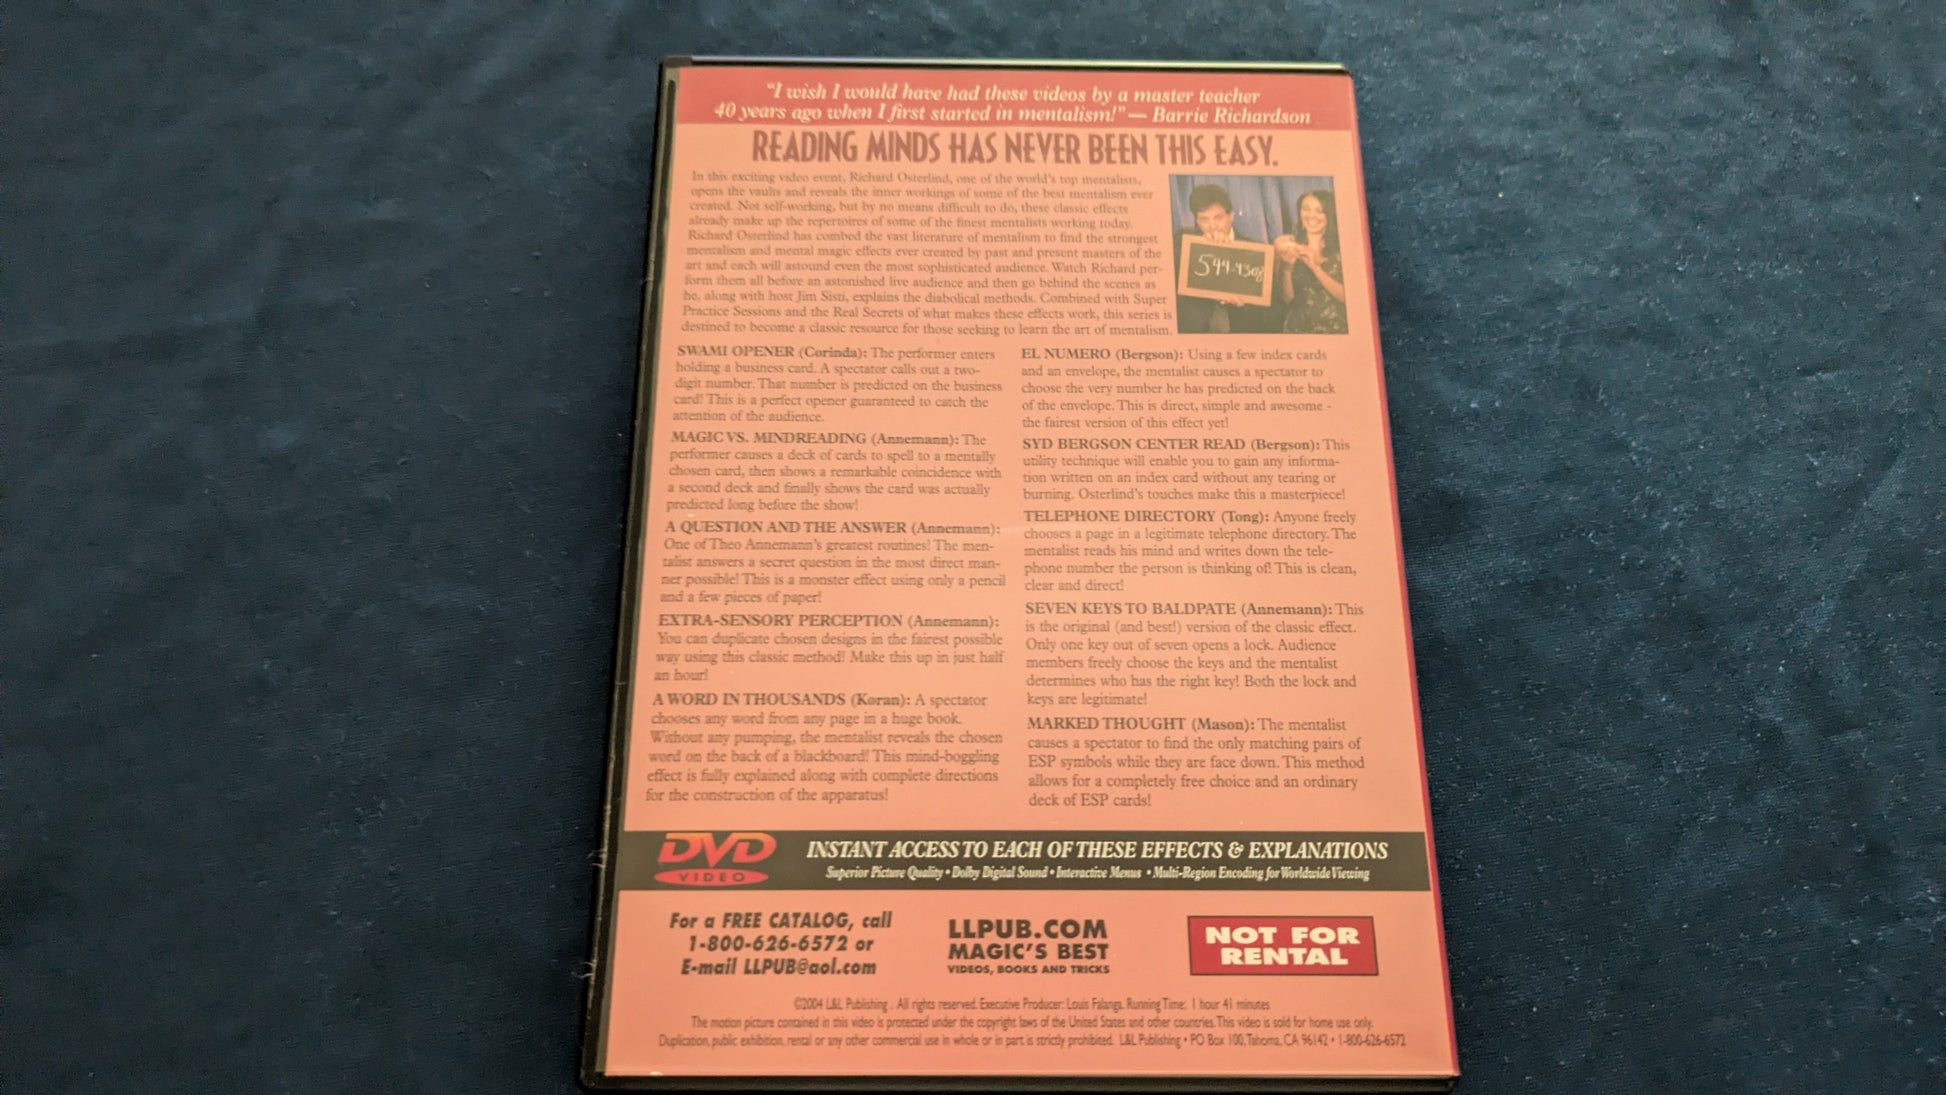 "I wish I would have had these videos by a master teacher
40 years ago when I first started in mentalism!" — Barrie Richardson
READING MINDS HAS NEVER BEEN THIS EASY.
In this exciting video event, Richard Osterlind, one of the world's top mentalists,
opens the vaults and reveals the inner workings of some of the best mentalism ever
created. Not self-working, but by no means difficult to do, these classic effects
already make up the repertoires of some of the finest mentalists working today.
Richard Osterlind has combed the vast literature of mentalism to find the strongest
mentalism and mental magic effects ever created by past and present masters of the
art and each will astound even the most sophisticated audience. Watch Richard per-
form them all before an astonished live audience and then go behind the scenes as
he, along with host Jim Sisti, explains the diabolical methods. Combined with Super
Practice Sessions and the Real Secrets of what makes these effects work, this series is
destined to become a classic resource for those seeking to learn the art of mentalism.
544-4308
SWAMI OPENER (Corinda): The performer enters
holding a business card. A spectator calls out a two-
digit number. That number is predicted on the business
card! This is a perfect opener guaranteed to catch the
attention of the audience.
MAGIC VS. MINDREADING (Annemann): The
performer causes a deck of cards to spell to a mentally
chosen card, then shows a remarkable coincidence with
a second deck and finally shows the card was actually
predicted long before the show!
A QUESTION AND THE ANSWER (Annemann):
One of Theo Annemann's greatest routines! The men-
talist answers a secret question in the most direct man-
ner possible! This is a monster effect using only a pencil
and a few pieces of paper!
EXTRA-SENSORY PERCEPTION (Annemann):
You can duplicate chosen designs in the fairest possible
way using this classic method! Make this up in just half
an hour!
A WORD IN THOUSANDS (Koran): A spectator
chooses any word from any page in a huge book.
Without any pumping, the mentalist reveals the chosen
word on the back of a blackboard! This mind-boggling
effect is fully explained along with complete directions
for the construction of the apparatus!
EL NUMERO (Bergson): Using a few index cards
and an envelope, the mentalist causes a spectator to
choose the very number he has predicted on the back
of the envelope. This is direct, simple and awesome -
the fairest version of this effect yet!
SYD BERGSON CENTER READ (Bergson): This
utility technique will enable you to gain any informa-
tion written on an index card without any tearing or
burning. Osterlind's touches make this a masterpiece!
TELEPHONE DIRECTORY (Tong): Anyone freely
chooses a page in a legitimate telephone directory. The
mentalist reads his mind and writes down the tele-
phone number the person is thinking of! This is clean,
clear and direct!
SEVEN KEYS TO BALDPATE (Annemann): This
is the original (and best!) version of the classic effect.
Only one key out of seven opens a lock. Audience
members freely choose the keys and the mentalist
determines who has the right key! Both the lock and
keys are legitimate!
MARKED THOUGHT (Mason): The mentalist
causes a spectator to find the only matching pairs of
ESP symbols while they are face down. This method
allows for a completely free choice and an ordinary
deck of ESP cards!
DVD
VIDEO
INSTANT ACCESS TO EACH OF THESE EFFECTS & EXPLANATIONS
Superior Picture Quality • Dolby Digital Sound • Interactive Menus • Multi-Region Encoding for Worldwide Viewing
For a FREE CATALOG, call
1-800-626-6572 or
E-mail LLPUB@aol.com
LLPUB.COM
MAGIC'S BEST
VIDEOS, BOOKS AND TRICKS
NOT FOR
RENTAL
©2004 L&L Publishing . All rights reserved. Executive Producer: Louis Falanga. Running Time: 1 hour 41 minutes
The motion picture contained in this video is protected under the copyright laws of the United States and other countries. This video is sold for home use only.
Duplication, public exhibition, rental or any other commercial use in whole or in part is strictly prohibited. L&L Publishing • PO Box 100, Tahoma, CA 96142 • 1-800-626-6572